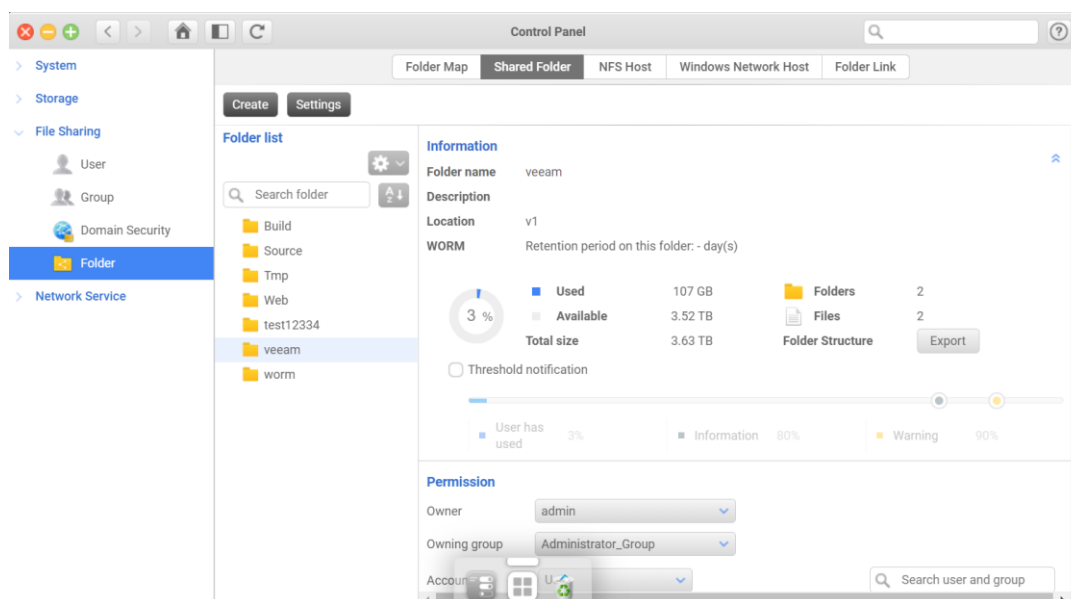 Control Panel
?
System
Storage
File Sharing
User
Group
Domain Security
Folder
Network Service
Folder Map Shared Folder NFS Host Windows Network Host Folder Link
Create Settings
Folder list
Search folder
A
Z
Build
Source
Tmp
Web
test12334
veeam
worm
Information
Folder name veeam
Description
Location v1
WORM Retention period on this folder: - day(s)
3 %
Used 107 GB
Available 3.52 TB
Total size 3.63 TB
Folders 2
Files 2
Folder Structure Export
Threshold notification
User has used 3%
Information 80%
Warning 90%
Permission
Owner admin
Owning group Administrator_Group
Search user and group